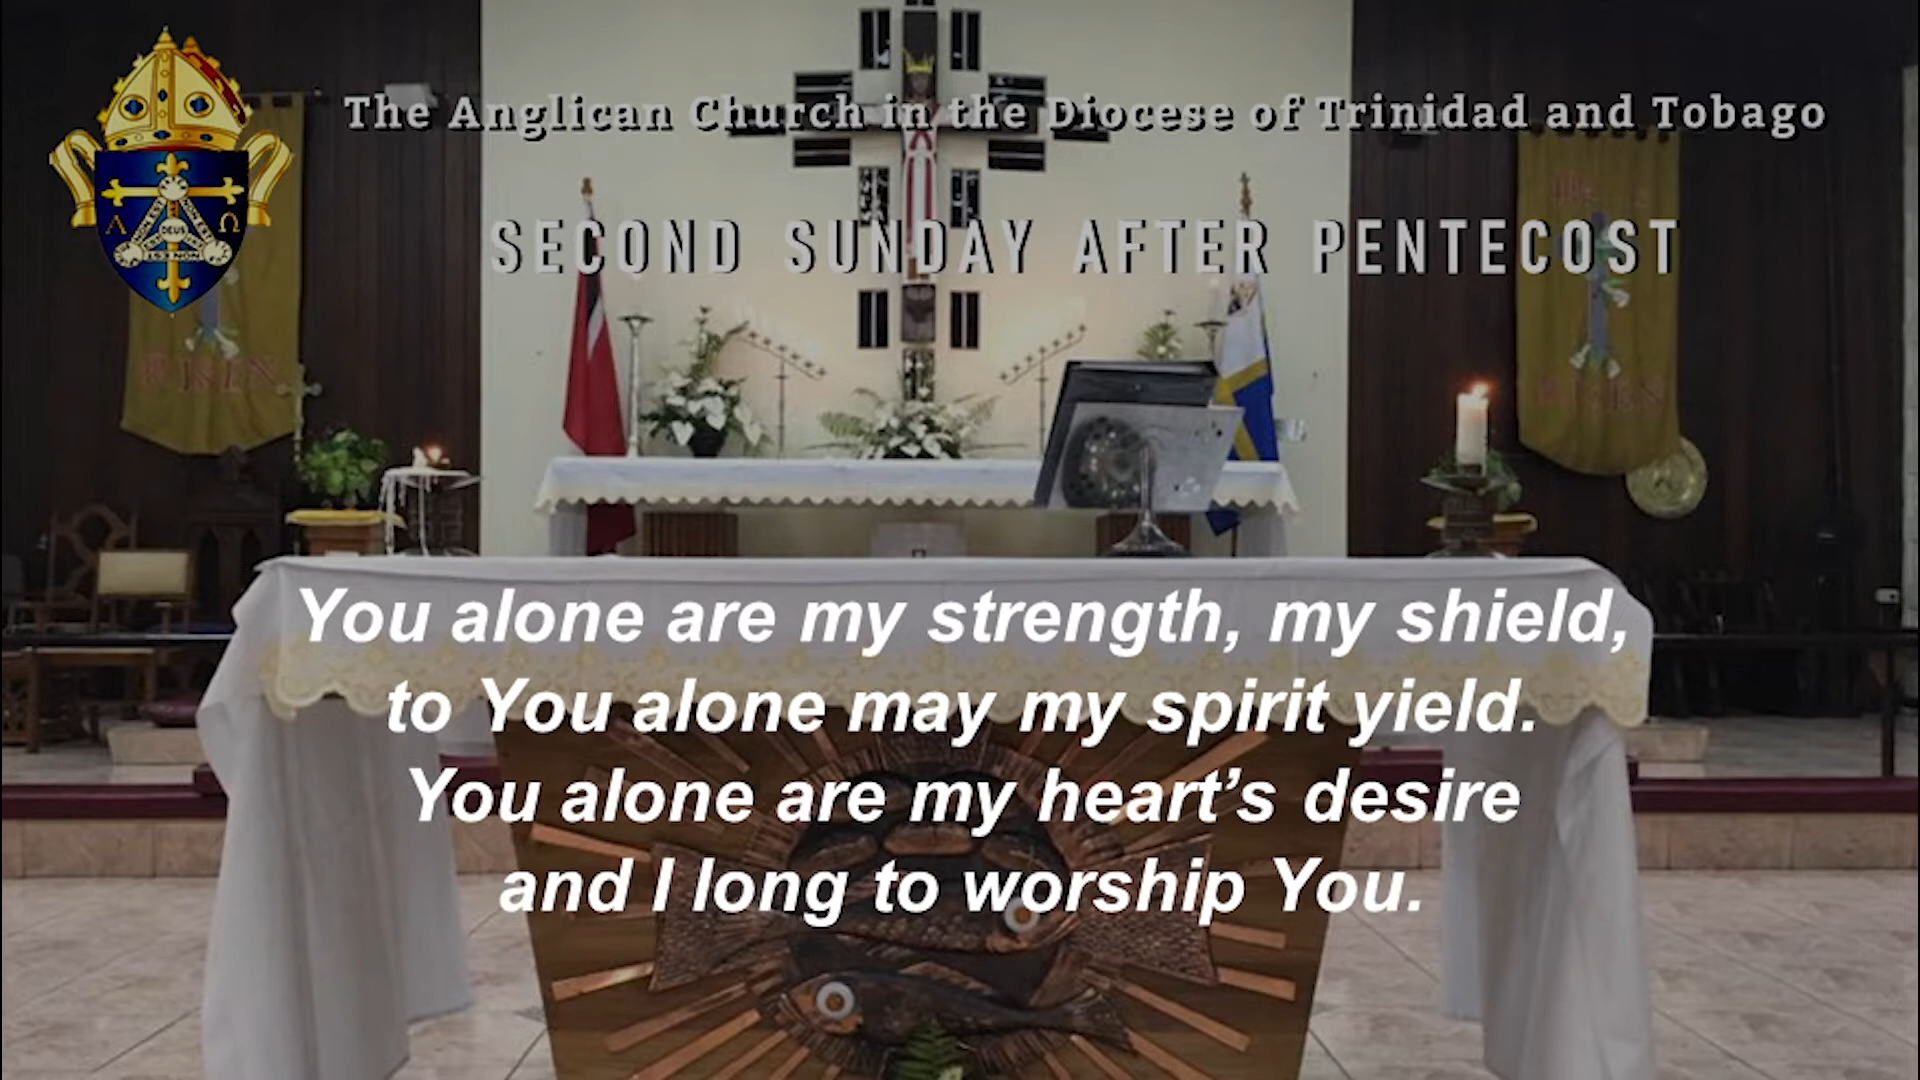 The Anglican Church in the Diocese of Trinidad and Tobago
SECOND SUNDAY AFTER PENTECOST
Α Ω
DEUS
You alone are my strength, my shield,
to You alone may my spirit yield.
You alone are my heart’s desire
and I long to worship You.